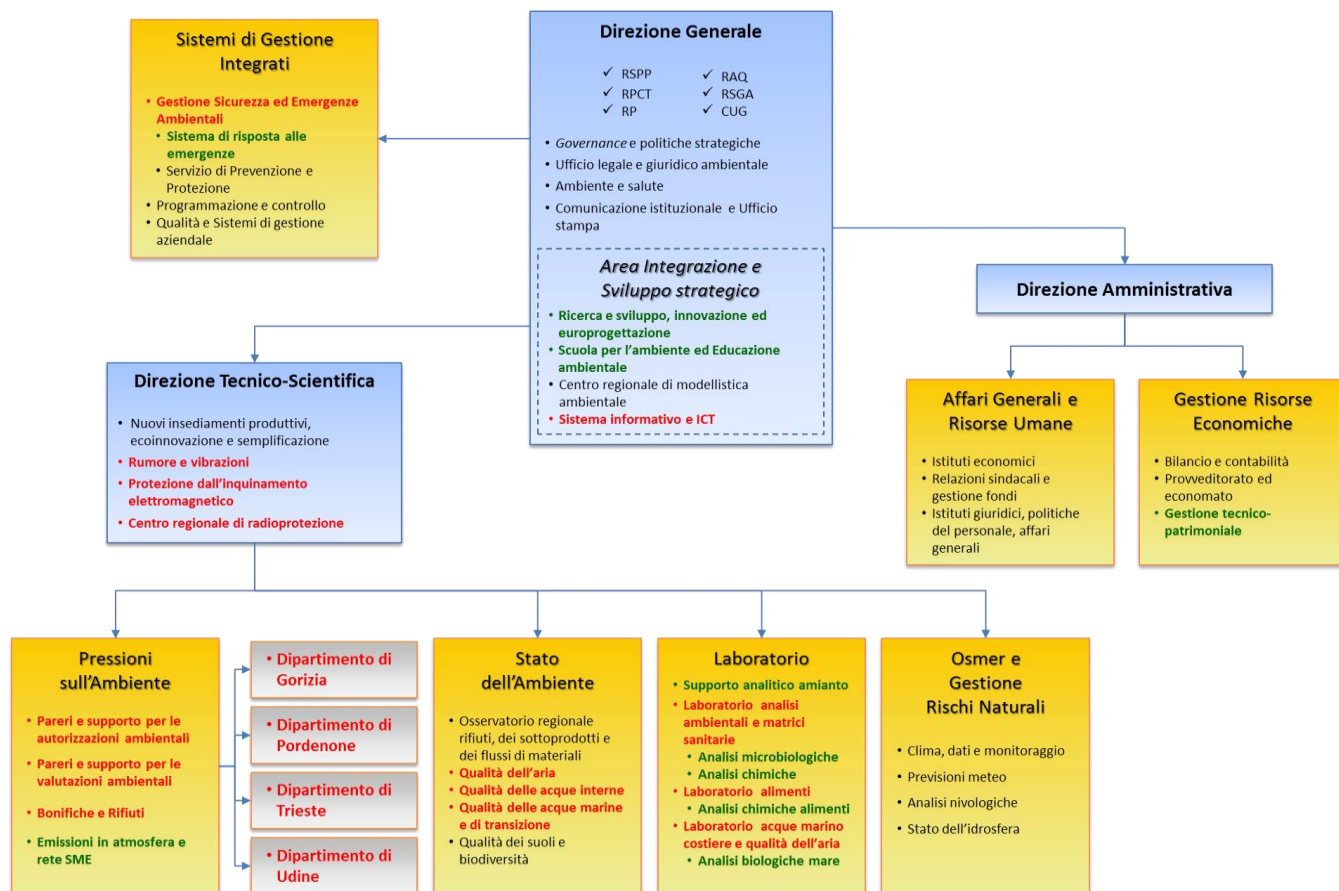 Sistemi di Gestione
Integrati
• Gestione Sicurezza ed Emergenze
Ambientali
• Sistema di risposta alle
emergenze
• Servizio di Prevenzione e
Protezione
• Programmazione e controllo
• Qualità e Sistemi di gestione
aziendale
Direzione Generale
✓ RSPP
✓ RAQ
✓ RPCT
✓ RSGA
✓ RP
✓ CUG
• Governance e politiche strategiche
• Ufficio legale e giuridico ambientale
• Ambiente e salute
• Comunicazione istituzionale e Ufficio
stampa
Area Integrazione e
Sviluppo strategico
• Ricerca e sviluppo, innovazione ed
europrogettazione
• Scuola per l'ambiente ed Educazione
ambientale
• Centro regionale di modellistica
ambientale
• Sistema informativo e ICT
Direzione Amministrativa
Direzione Tecnico-Scientifica
• Nuovi insediamenti produttivi,
ecoinnovazione e semplificazione
• Rumore e vibrazioni
• Protezione dall'inquinamento
elettromagnetico
• Centro regionale di radioprotezione
Affari Generali e
Risorse Umane
• Istituti economici
• Relazioni sindacali e
gestione fondi
• Istituti giuridici, politiche
del personale, affari
generali
Gestione Risorse
Economiche
• Bilancio e contabilità
• Provveditorato ed
economato
• Gestione tecnico-
patrimoniale
Pressioni
sull'Ambiente
• Pareri e supporto per le
autorizzazioni ambientali
• Pareri e supporto per le
valutazioni ambientali
• Bonifiche e Rifiuti
• Emissioni in atmosfera e
rete SME
• Dipartimento di
Gorizia
• Dipartimento di
Pordenone
• Dipartimento di
Trieste
• Dipartimento di
Udine
Stato
dell'Ambiente
• Osservatorio regionale
rifiuti, dei sottoprodotti e
dei flussi di materiali
• Qualità dell'aria
• Qualità delle acque interne
• Qualità delle acque marine
e di transizione
• Qualità dei suoli e
biodiversità
Laboratorio
• Supporto analitico amianto
• Laboratorio analisi
ambientali e matrici
sanitarie
• Analisi microbiologiche
• Analisi chimiche
• Laboratorio alimenti
• Analisi chimiche alimenti
• Laboratorio acque marino
costiere e qualità dell'aria
• Analisi biologiche mare
Osmer e
Gestione
Rischi Naturali
• Clima, dati e monitoraggio
• Previsioni meteo
• Analisi nivologiche
• Stato dell'idrosfera